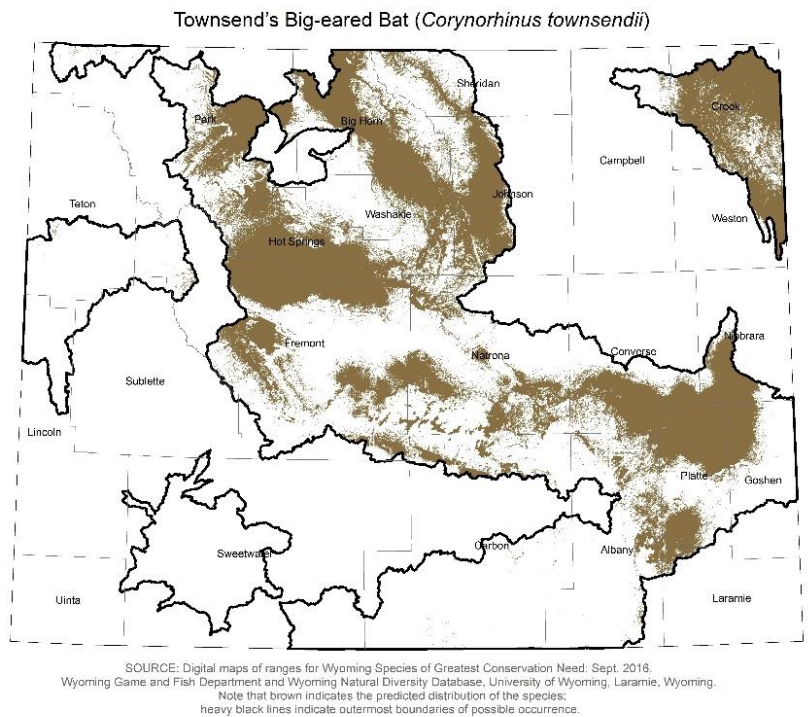 Townsend's Big-eared Bat (Corynorhinus townsendii)
Sheridan
Park
Big Horn
Crook
Campbell
Johnson
Teton
Washakie
Weston
Hot Springs
Fremont
Natrona
Converse
Niobrara
Sublette
Lincoln
Platte
Goshen
Sweetwater
Carbon
Albany
Uinta
Laramie
SOURCE: Digital maps of ranges for Wyoming Species of Greatest Conservation Need: Sept. 2016.
Wyoming Game and Fish Department and Wyoming Natural Diversity Database, University of Wyoming, Laramie, Wyoming.
Note that brown indicates the predicted distribution of the species;
heavy black lines indicate outermost boundaries of possible occurrence.